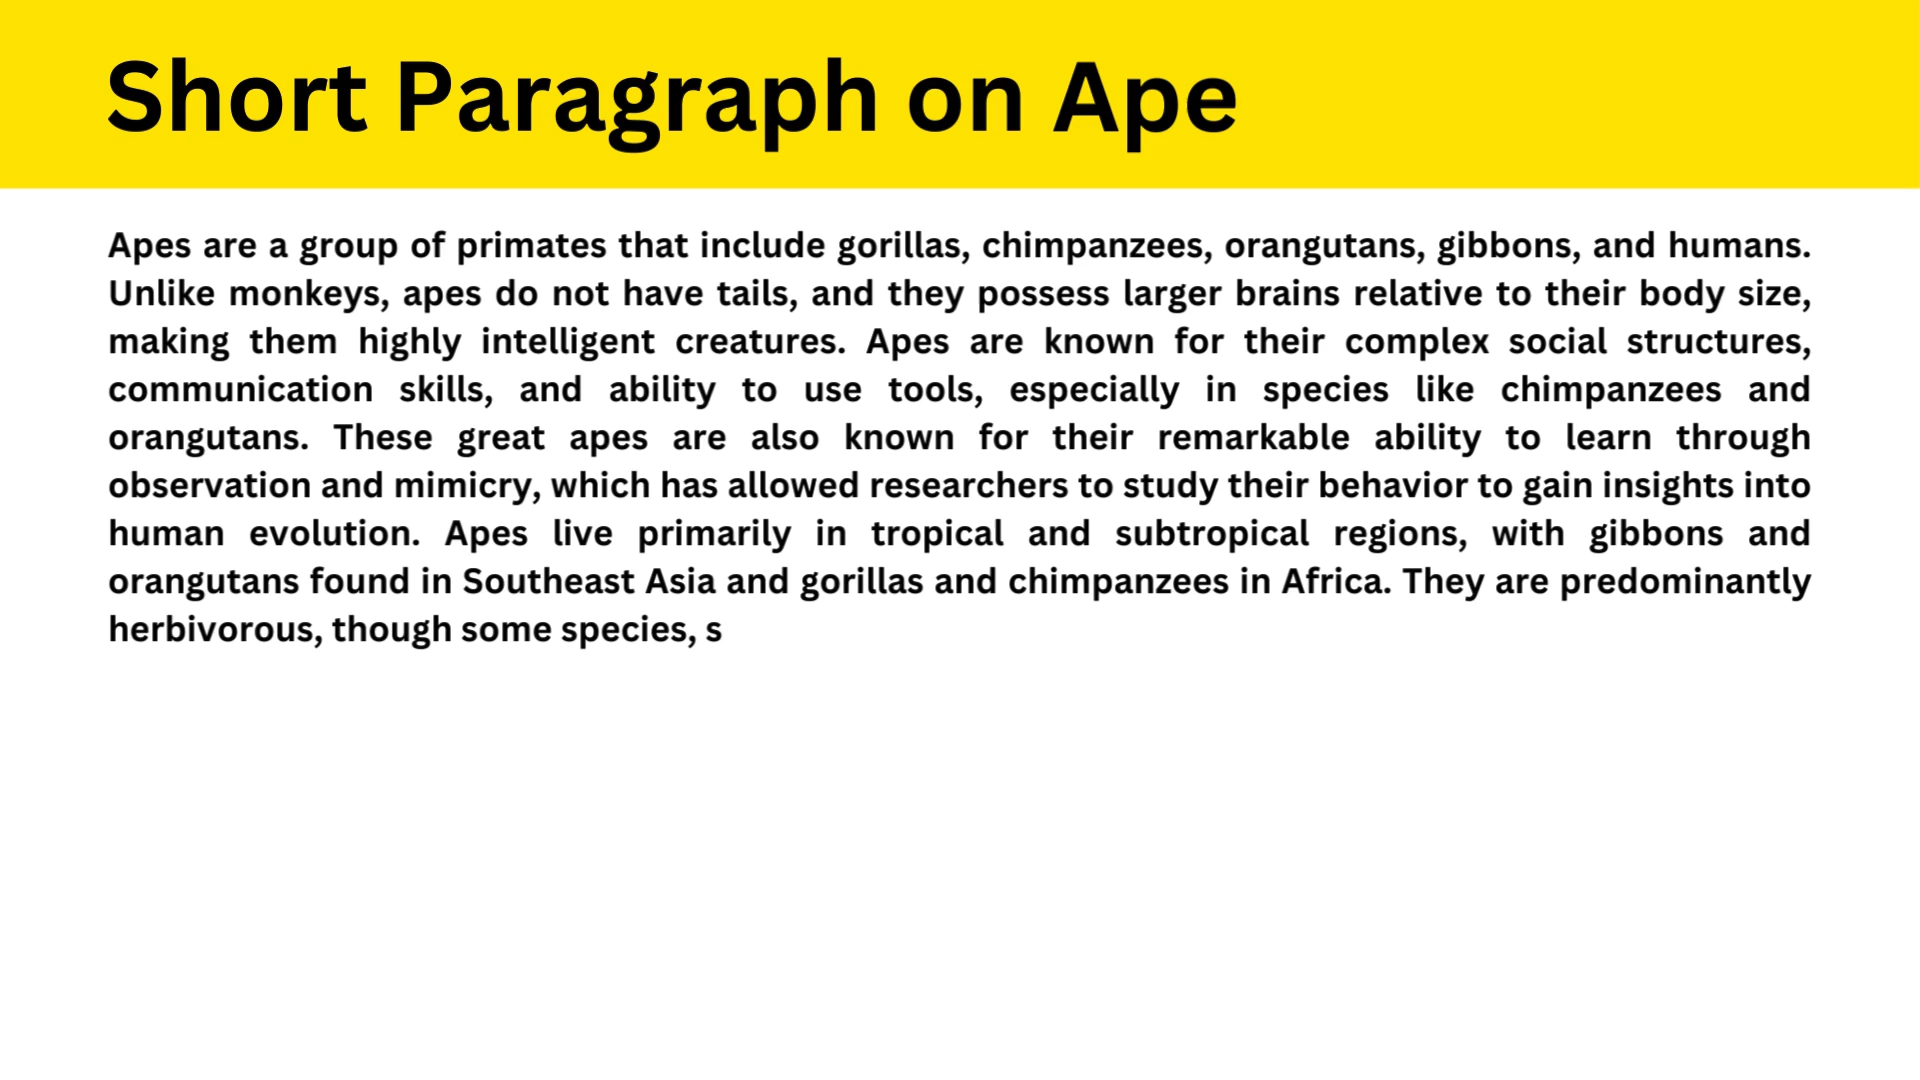 Short Paragraph on Ape
Apes are a group of primates that include gorillas, chimpanzees, orangutans, gibbons, and humans.
Unlike monkeys, apes do not have tails, and they possess larger brains relative to their body size,
making them highly intelligent creatures. Apes are known for their complex social structures,
communication skills, and ability to use tools, especially in species like chimpanzees and
orangutans. These great apes are also known for their remarkable ability to learn through
observation and mimicry, which has allowed researchers to study their behavior to gain insights into
human evolution. Apes live primarily in tropical and subtropical regions, with gibbons and
orangutans found in Southeast Asia and gorillas and chimpanzees in Africa. They are predominantly
herbivorous, though some species, s